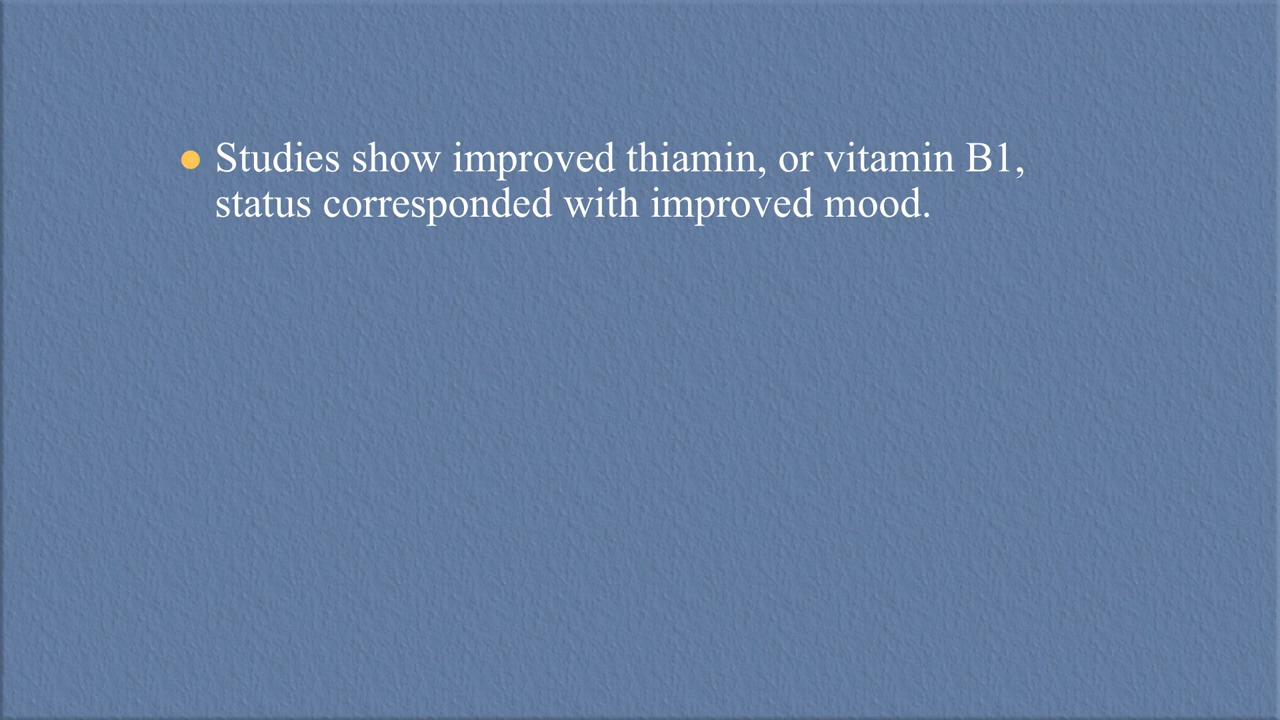 Studies show improved thiamin, or vitamin B1,
status corresponded with improved mood.